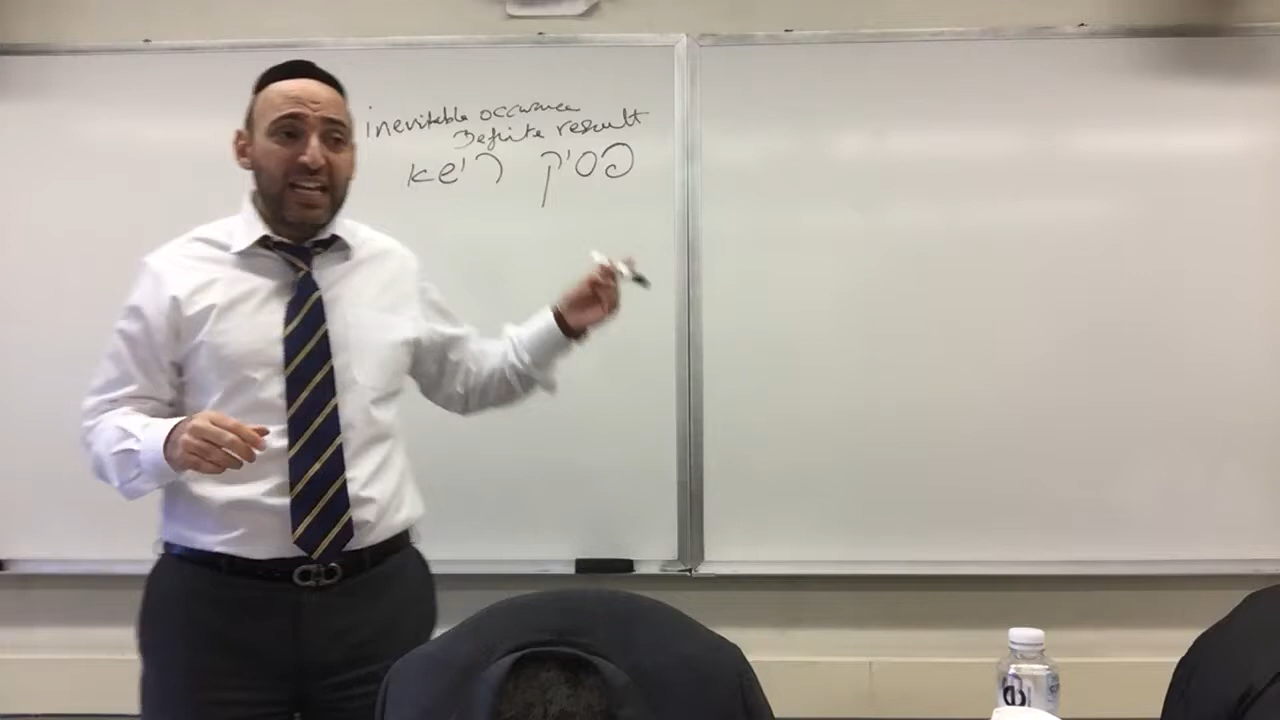 inevitable occurance
Definite result
פסיק רישא